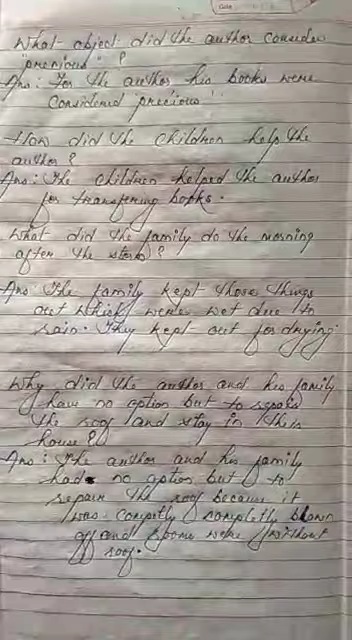 What object did the author consider
"precious" ?
Ans: For the author his books were
considered "precious".
How did the children help the
author ?
Ans: The children helped the author
for transfering books.
What did the family do the morning
after the storm ?
Ans The family kept those things
out which were wet due to
rain. They kept out for drying
Why did the author and his family
have no option but to repair
the roof and stay in this
house ?
Ans: The author and his family
had no option but to
repair the roof because it
was completly blown
off and rooms were without
roof.